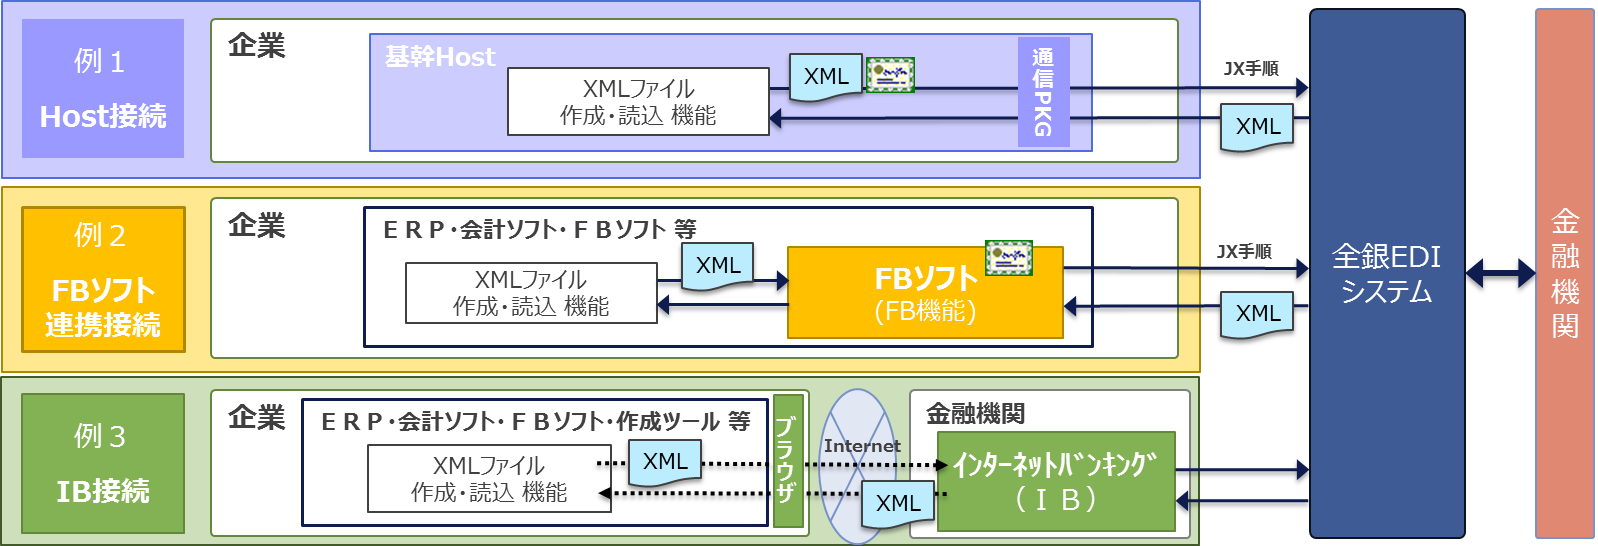 例１
Host接続
企業
基幹Host
XMLファイル
作成・読込 機能
XML
通信PKG
JX手順
XML
例２
FBソフト
連携接続
企業
ＥＲＰ・会計ソフト・ＦＢソフト 等
XMLファイル
作成・読込 機能
XML
FBソフト
(FB機能)
JX手順
XML
例３
IB接続
企業
ＥＲＰ・会計ソフト・ＦＢソフト・作成ツール 等
XMLファイル
作成・読込 機能
XML
ブラウザ
Internet
XML
金融機関
ｲﾝﾀｰﾈｯﾄﾊﾞﾝｷﾝｸﾞ
（ＩＢ）
全銀EDI
システム
金融機関